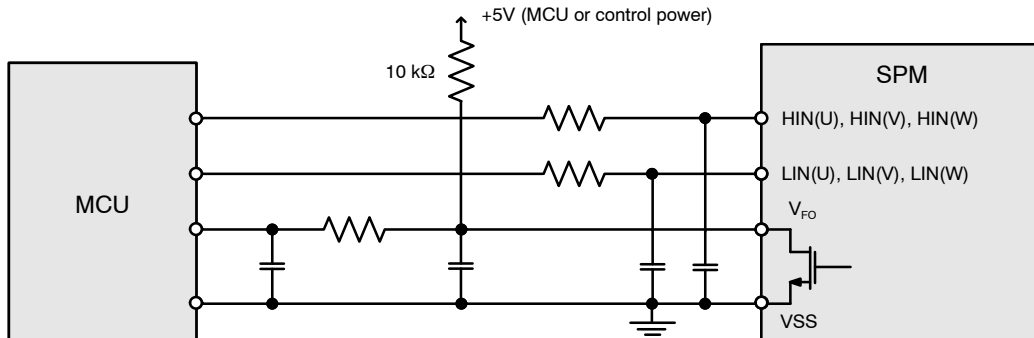 +5V (MCU or control power)
10 kΩ
SPM
HIN(U), HIN(V), HIN(W)
LIN(U), LIN(V), LIN(W)
MCU
VFO
VSS